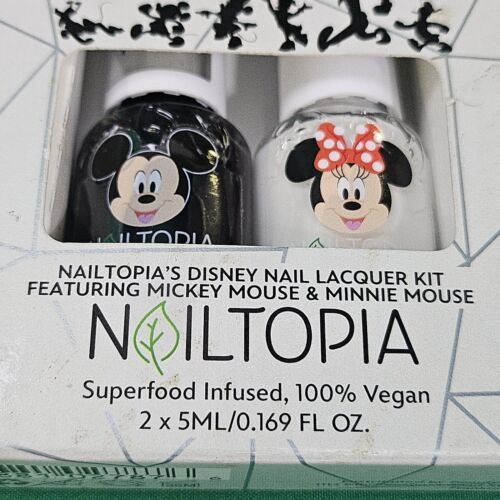 NAILTOPIA
NAILTOPIA
NAILTOPIA'S DISNEY NAIL LACQUER KIT
FEATURING MICKEY MOUSE & MINNIE MOUSE
NAILTOPIA
Superfood Infused, 100% Vegan
2 x 5ML/0.169 FL OZ.